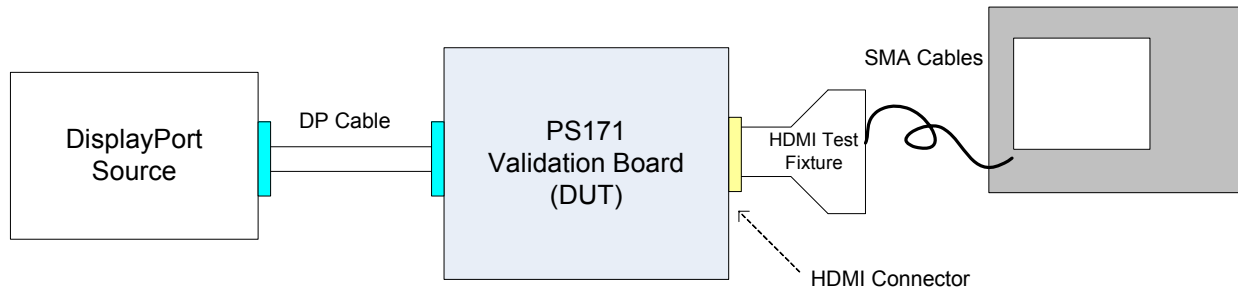 DisplayPort
Source
DP Cable
PS171
Validation Board
(DUT)
HDMI Test
Fixture
SMA Cables
HDMI Connector